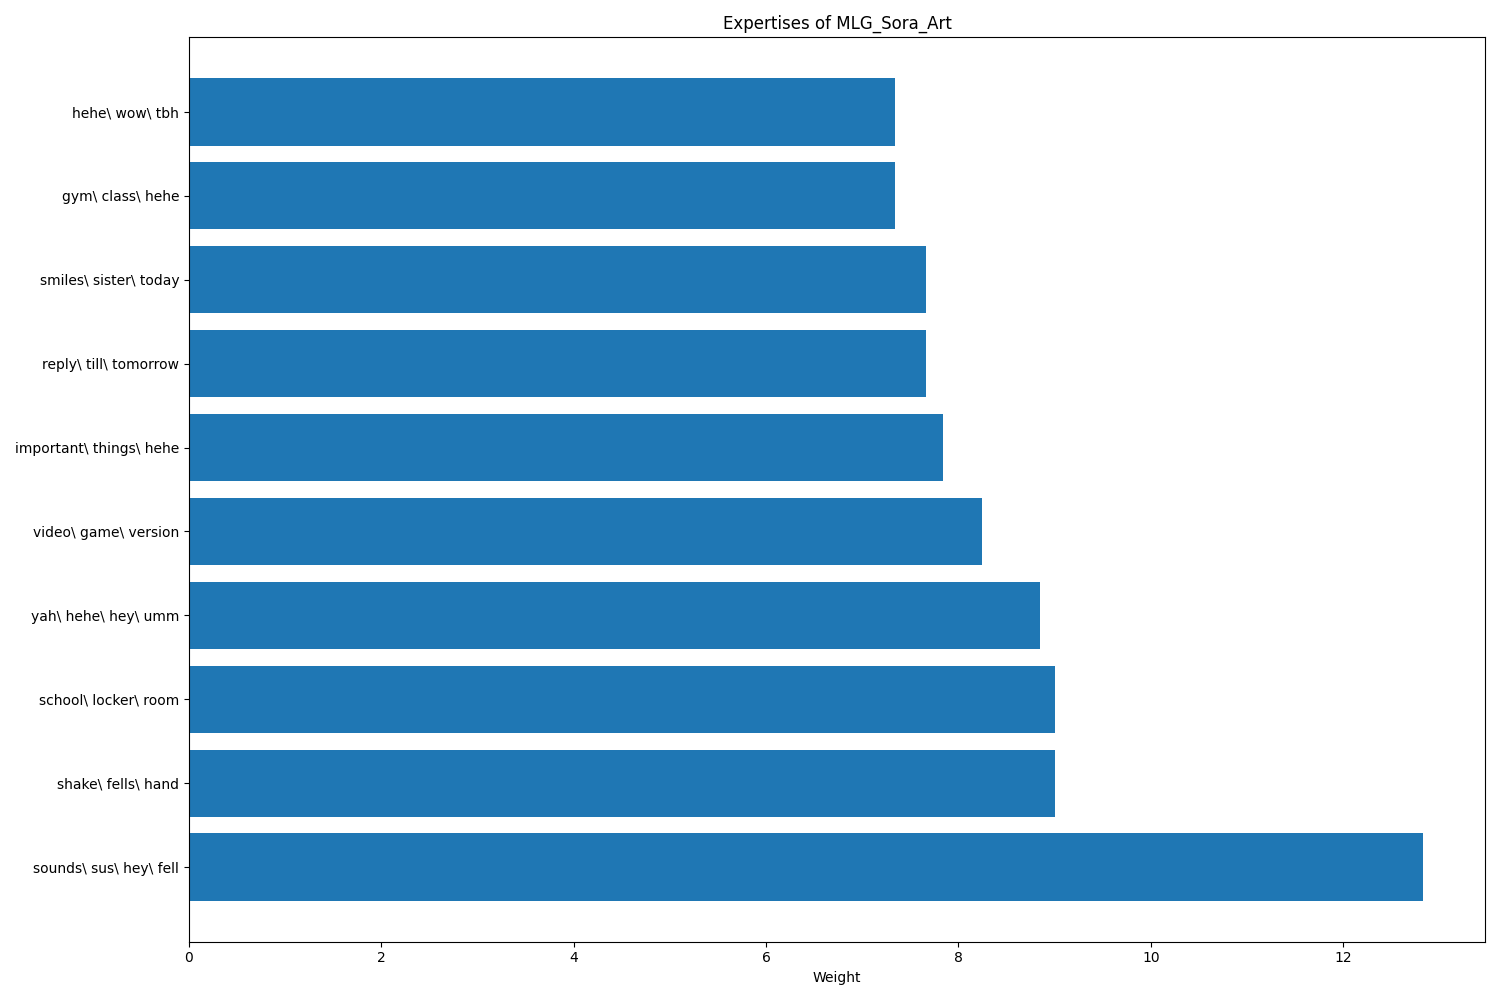 Expertises of MLG_Sora_Art
hehe\ wow\ tbh
gym\ class\ hehe
smiles\ sister\ today
reply\ till\ tomorrow
important\ things\ hehe
video\ game\ version
yah\ hehe\ hey\ umm
school\ locker\ room
shake\ fells\ hand
sounds\ sus\ hey\ fell
0 2 4 6 8 10 12
Weight